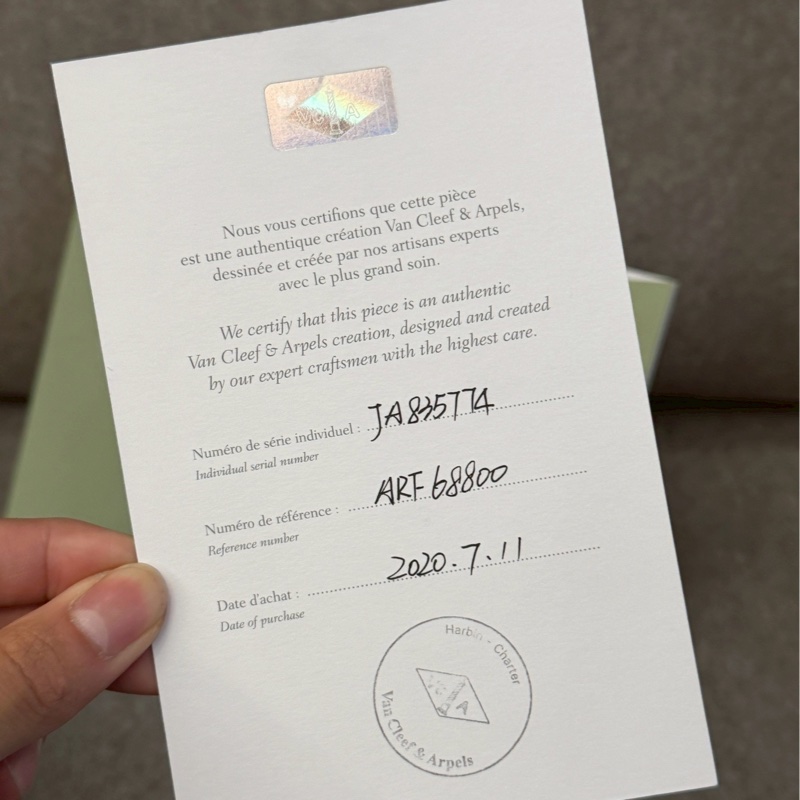 Nous vous certifions que cette pièce
est une authentique création Van Cleef & Arpels,
dessinée et créée par nos artisans experts
avec le plus grand soin.
We certify that this piece is an authentic
Van Cleef & Arpels creation, designed and created
by our expert craftsmen with the highest care.
Numéro de série individuel : JA835774
Individual serial number
Numéro de référence : ARF68800
Reference number
Date d'achat : 2020.7.11
Date of purchase
Harbin - Charter
Van Cleef & Arpels